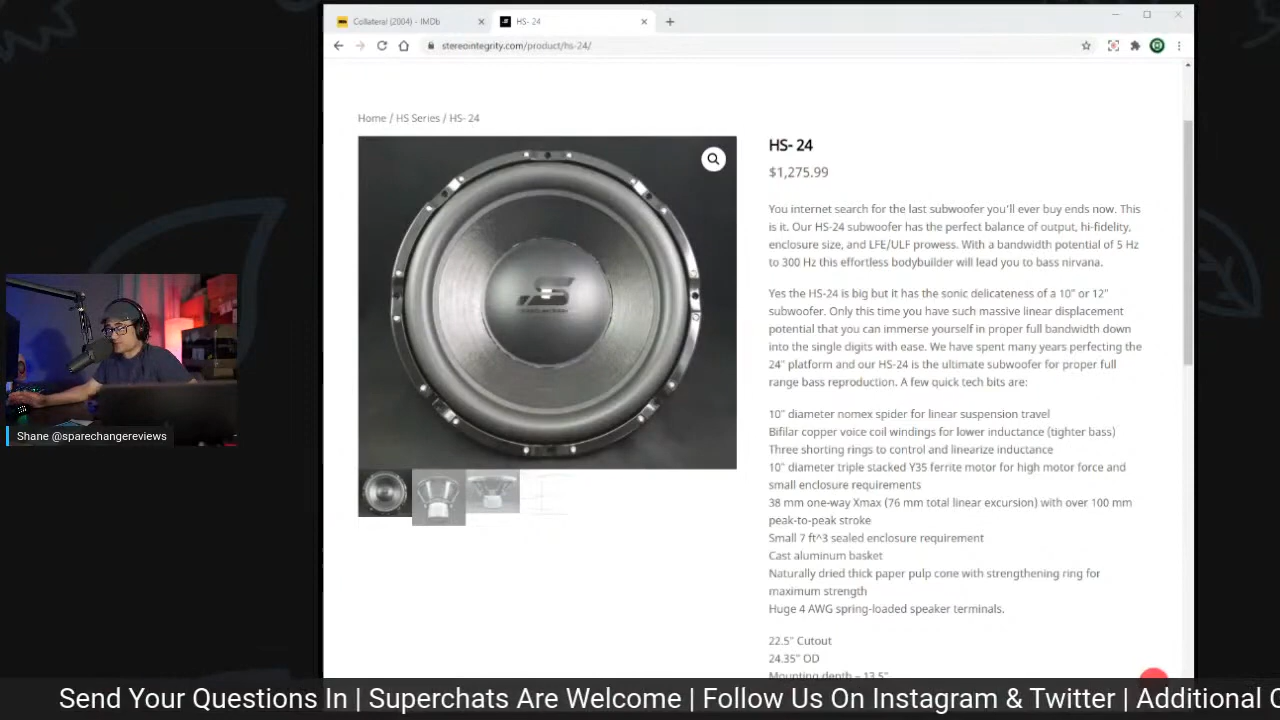 Collateral (2004) - IMDb
HS- 24
stereointegrity.com/product/hs-24/
Home / HS Series / HS- 24
HS- 24
$1,275.99
You internet search for the last subwoofer you'll ever buy ends now. This
is it. Our HS-24 subwoofer has the perfect balance of output, hi-fidelity,
enclosure size, and LFE/ULF prowess. With a bandwidth potential of 5 Hz
to 300 Hz this effortless bodybuilder will lead you to bass nirvana.
Yes the HS-24 is big but it has the sonic delicateness of a 10" or 12"
subwoofer. Only this time you have such massive linear displacement
potential that you can immerse yourself in proper full bandwidth down
into the single digits with ease. We have spent many years perfecting the
24" platform and our HS-24 is the ultimate subwoofer for proper full
range bass reproduction. A few quick tech bits are:
10" diameter nomex spider for linear suspension travel
Bifilar copper voice coil windings for lower inductance (tighter bass)
Three shorting rings to control and linearize inductance
10" diameter triple stacked Y35 ferrite motor for high motor force and
small enclosure requirements
38 mm one-way Xmax (76 mm total linear excursion) with over 100 mm
peak-to-peak stroke
Small 7 ft^3 sealed enclosure requirement
Cast aluminum basket
Naturally dried thick paper pulp cone with strengthening ring for
maximum strength
Huge 4 AWG spring-loaded speaker terminals.
22.5" Cutout
24.35" OD
Mounting depth – 13.5"
Shane @sparechangereviews
Send Your Questions In | Superchats Are Welcome | Follow Us On Instagram & Twitter | Additional